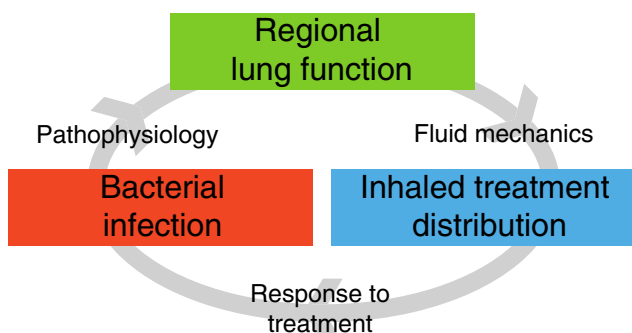 Regional
lung function
Pathophysiology
Fluid mechanics
Bacterial
infection
Inhaled treatment
distribution
Response to
treatment